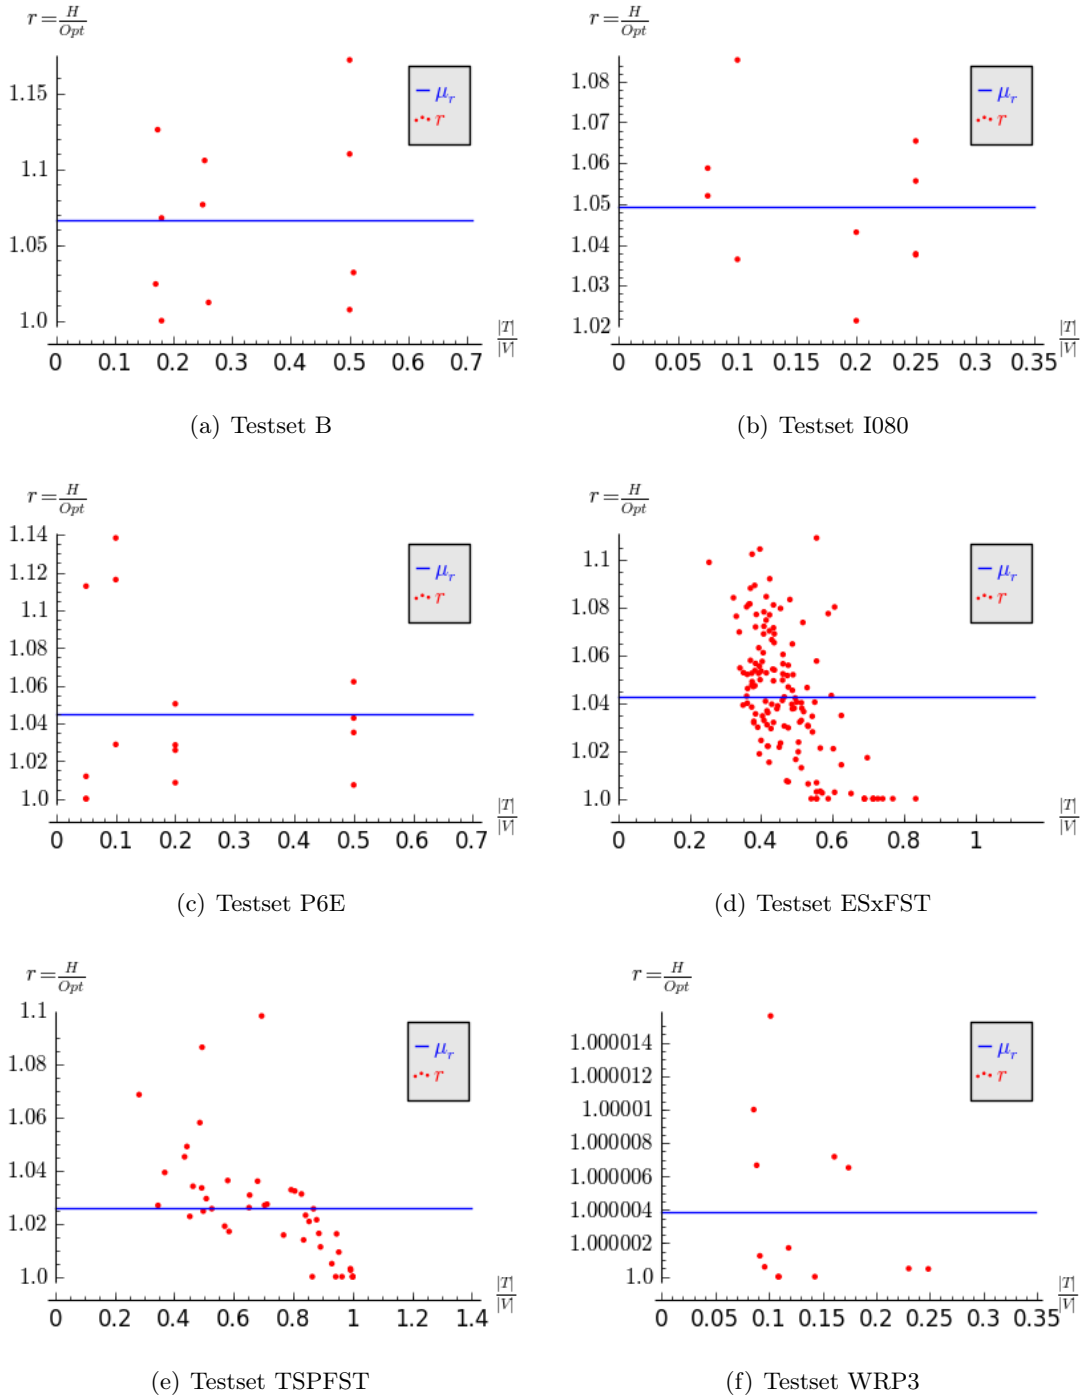 r = H/Opt
1.15
1.1
1.05
1.0
0 0.1 0.2 0.3 0.4 0.5 0.6 0.7
|T|/|V|
μr
r
(a) Testset B
r = H/Opt
1.08
1.07
1.06
1.05
1.04
1.03
1.02
0 0.05 0.1 0.15 0.2 0.25 0.3 0.35
|T|/|V|
μr
r
(b) Testset I080
r = H/Opt
1.14
1.12
1.1
1.08
1.06
1.04
1.02
1.0
0 0.1 0.2 0.3 0.4 0.5 0.6 0.7
|T|/|V|
μr
r
(c) Testset P6E
r = H/Opt
1.1
1.08
1.06
1.04
1.02
1.0
0 0.2 0.4 0.6 0.8 1
|T|/|V|
μr
r
(d) Testset ESxFST
r = H/Opt
1.1
1.08
1.06
1.04
1.02
1.0
0 0.2 0.4 0.6 0.8 1 1.2 1.4
|T|/|V|
μr
r
(e) Testset TSPFST
r = H/Opt
1.000014
1.000012
1.00001
1.000008
1.000006
1.000004
1.000002
1.0
0 0.05 0.1 0.15 0.2 0.25 0.3 0.35
|T|/|V|
μr
r
(f) Testset WRP3